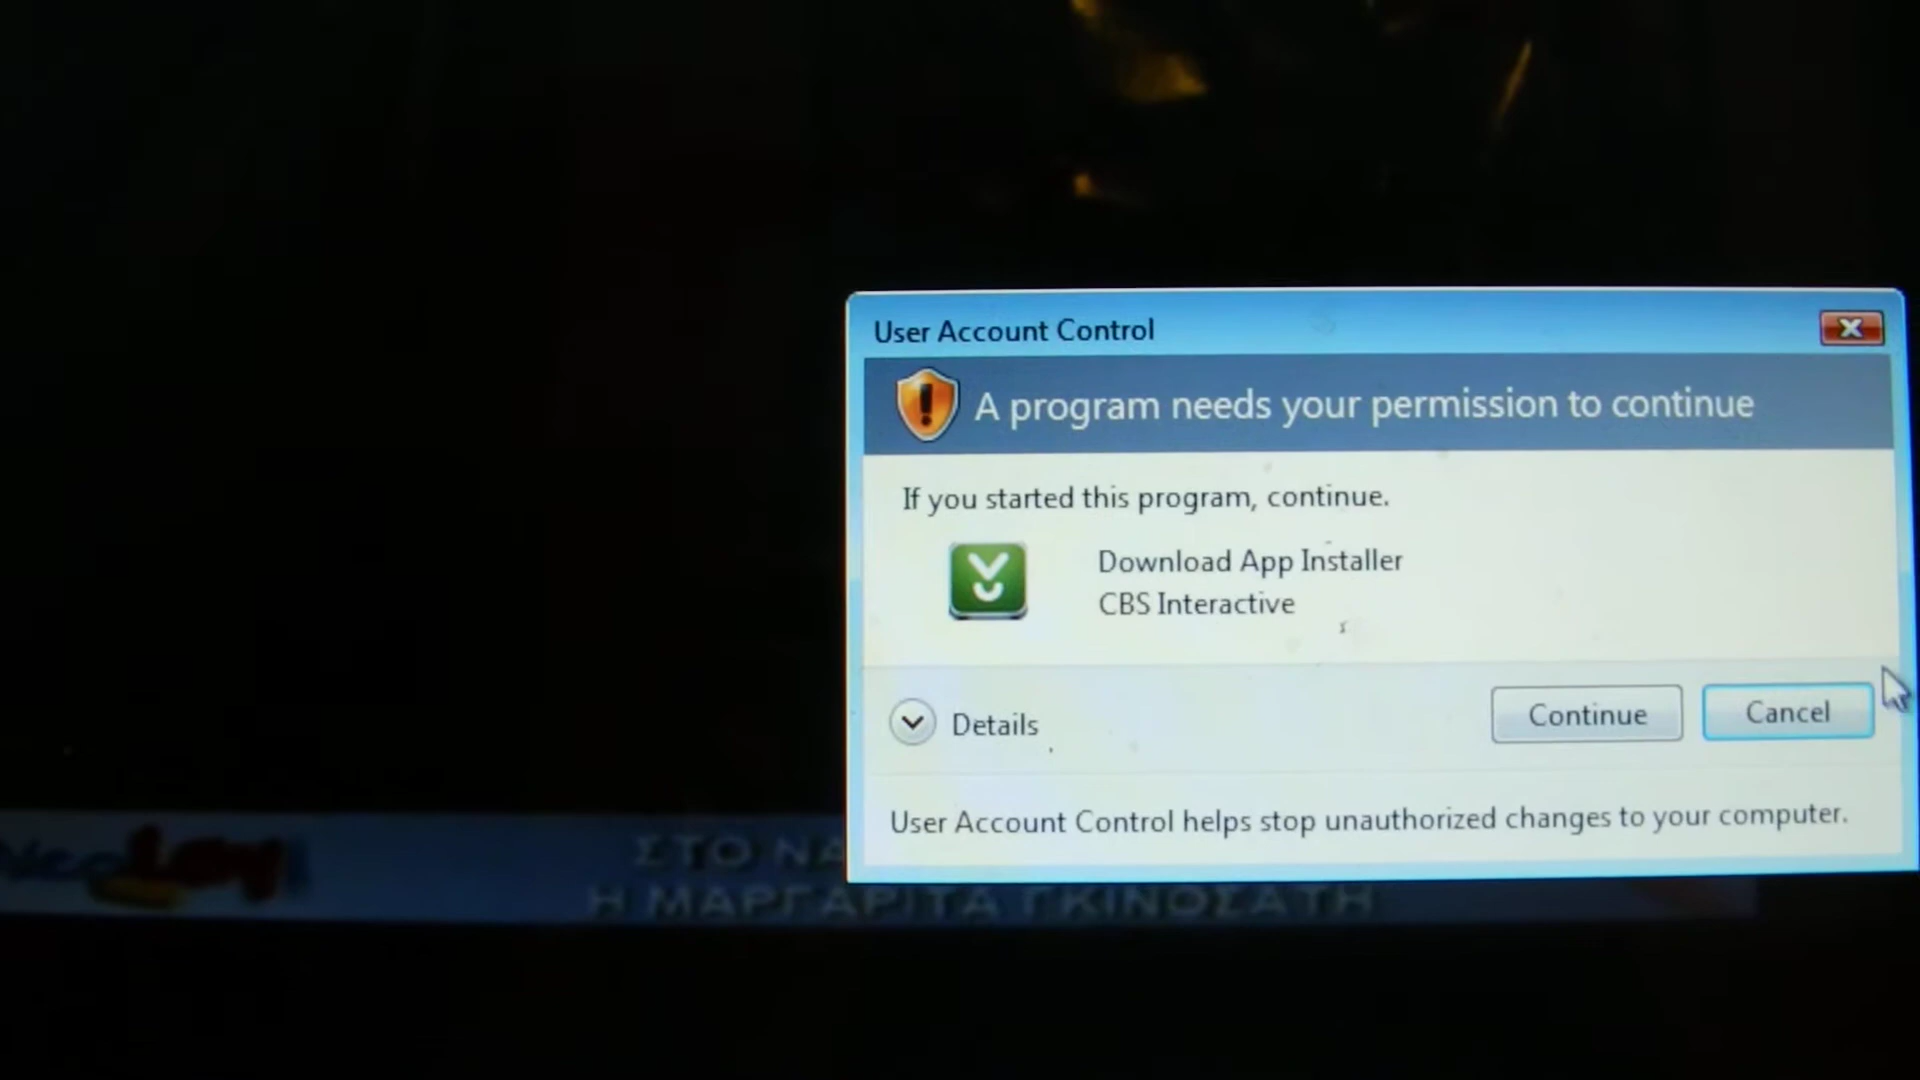 User Account Control
A program needs your permission to continue
If you started this program, continue.
Download App Installer
CBS Interactive
Details
Continue
Cancel
User Account Control helps stop unauthorized changes to your computer.
ΣΤΟ
Η ΜΑΡΓΑΡΙΤΑ ΓΚΙΝΟΣΑΤΗ